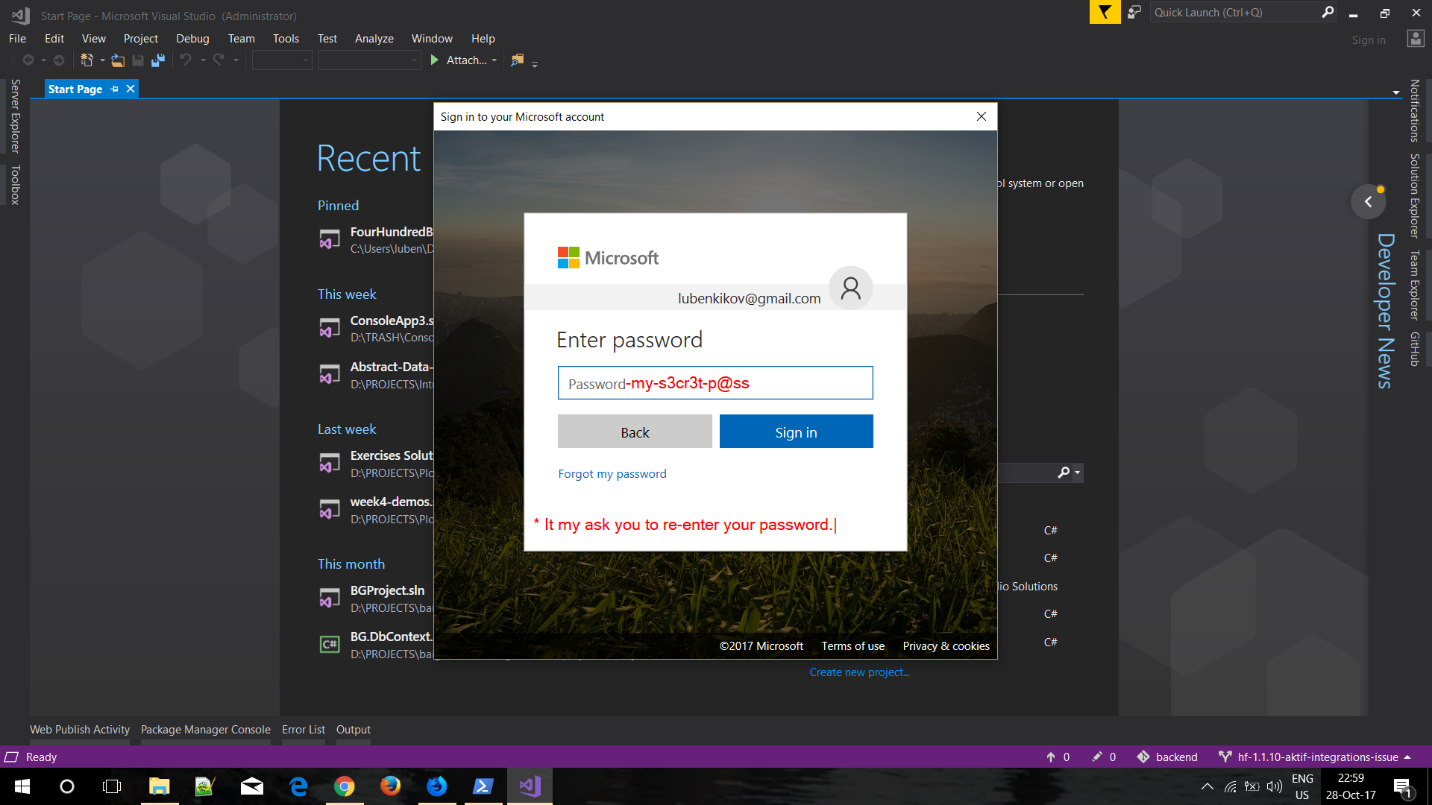 Start Page - Microsoft Visual Studio (Administrator)
Quick Launch (Ctrl+Q)
File Edit View Project Debug Team Tools Test Analyze Window Help
Sign in
Attach...
Start Page
Server Explorer
Toolbox
Recent
Pinned
FourHundredB
C:\Users\luben\D
This week
ConsoleApp3.s
D:\TRASH\Conso
Abstract-Data-
D:\PROJECTS\Int
Last week
Exercises Solut
D:\PROJECTS\Plo
week4-demos.
D:\PROJECTS\Plo
This month
BGProject.sln
D:\PROJECTS\ba
BG.DbContext.
D:\PROJECTS\ba
Sign in to your Microsoft account
Microsoft
lubenkikov@gmail.com
Enter password
Password-my-s3cr3t-p@ss
Back
Sign in
Forgot my password
* It my ask you to re-enter your password.
©2017 Microsoft Terms of use Privacy & cookies
ol system or open
C#
C#
io Solutions
C#
C#
Create new project...
Developer News
Notifications
Solution Explorer
Team Explorer
GitHub
Web Publish Activity Package Manager Console Error List Output
Ready
0 0 backend hf-1.1.10-aktif-integrations-issue
C#
ENG
US
22:59
28-Oct-17
1